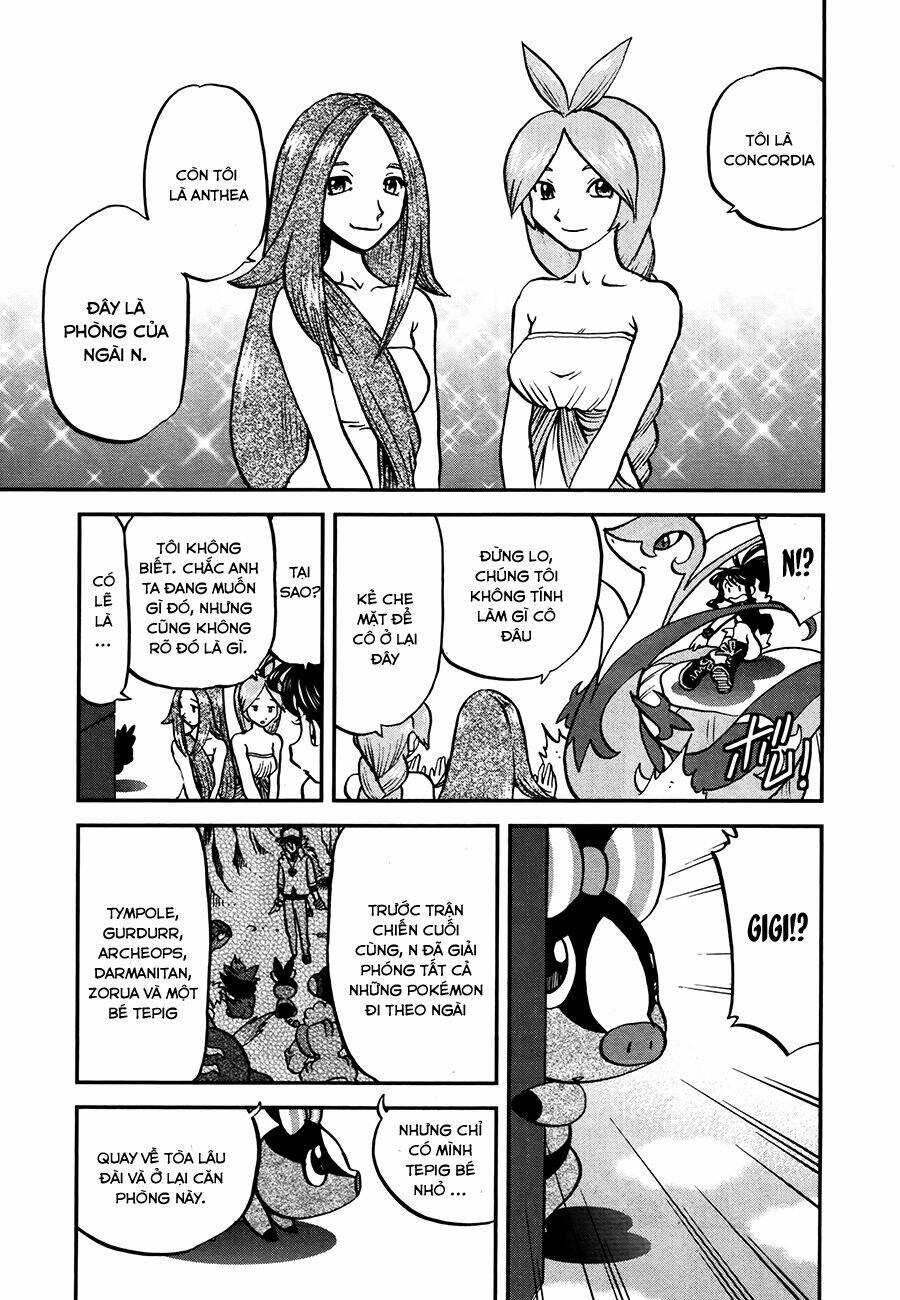 TÔI LÀ
CONCORDIA
CÒN TÔI
LÀ ANTHEA
ĐÂY LÀ
PHÒNG CỦA
NGÀI N.
N!?
ĐỪNG LO,
CHÚNG TÔI
KHÔNG TÍNH
LÀM GÌ CÔ
ĐÂU
KẺ CHE
MẶT ĐỂ
CÔ Ở LẠI
ĐÂY
TẠI
SAO?
TÔI KHÔNG
BIẾT. CHẮC ANH
TA ĐANG MUỐN
GÌ ĐÓ, NHƯNG
CŨNG KHÔNG
RÕ ĐÓ LÀ GÌ.
CÓ
LẼ LÀ
...
GIGI!?
TRƯỚC TRẬN
CHIẾN CUỐI
CÙNG, N ĐÃ GIẢI
PHÓNG TẤT CẢ
NHỮNG POKÉMON
ĐI THEO NGÀI
TYMPOLE,
GURDURR,
ARCHEOPS,
DARMANITAN,
ZORUA VÀ MỘT
BÉ TEPIG
NHƯNG CHỈ
CÓ MÌNH
TEPIG BÉ
NHỎ ...
QUAY VỀ TÒA LÂU
ĐÀI VÀ Ở LẠI CĂN
PHÒNG NÀY.